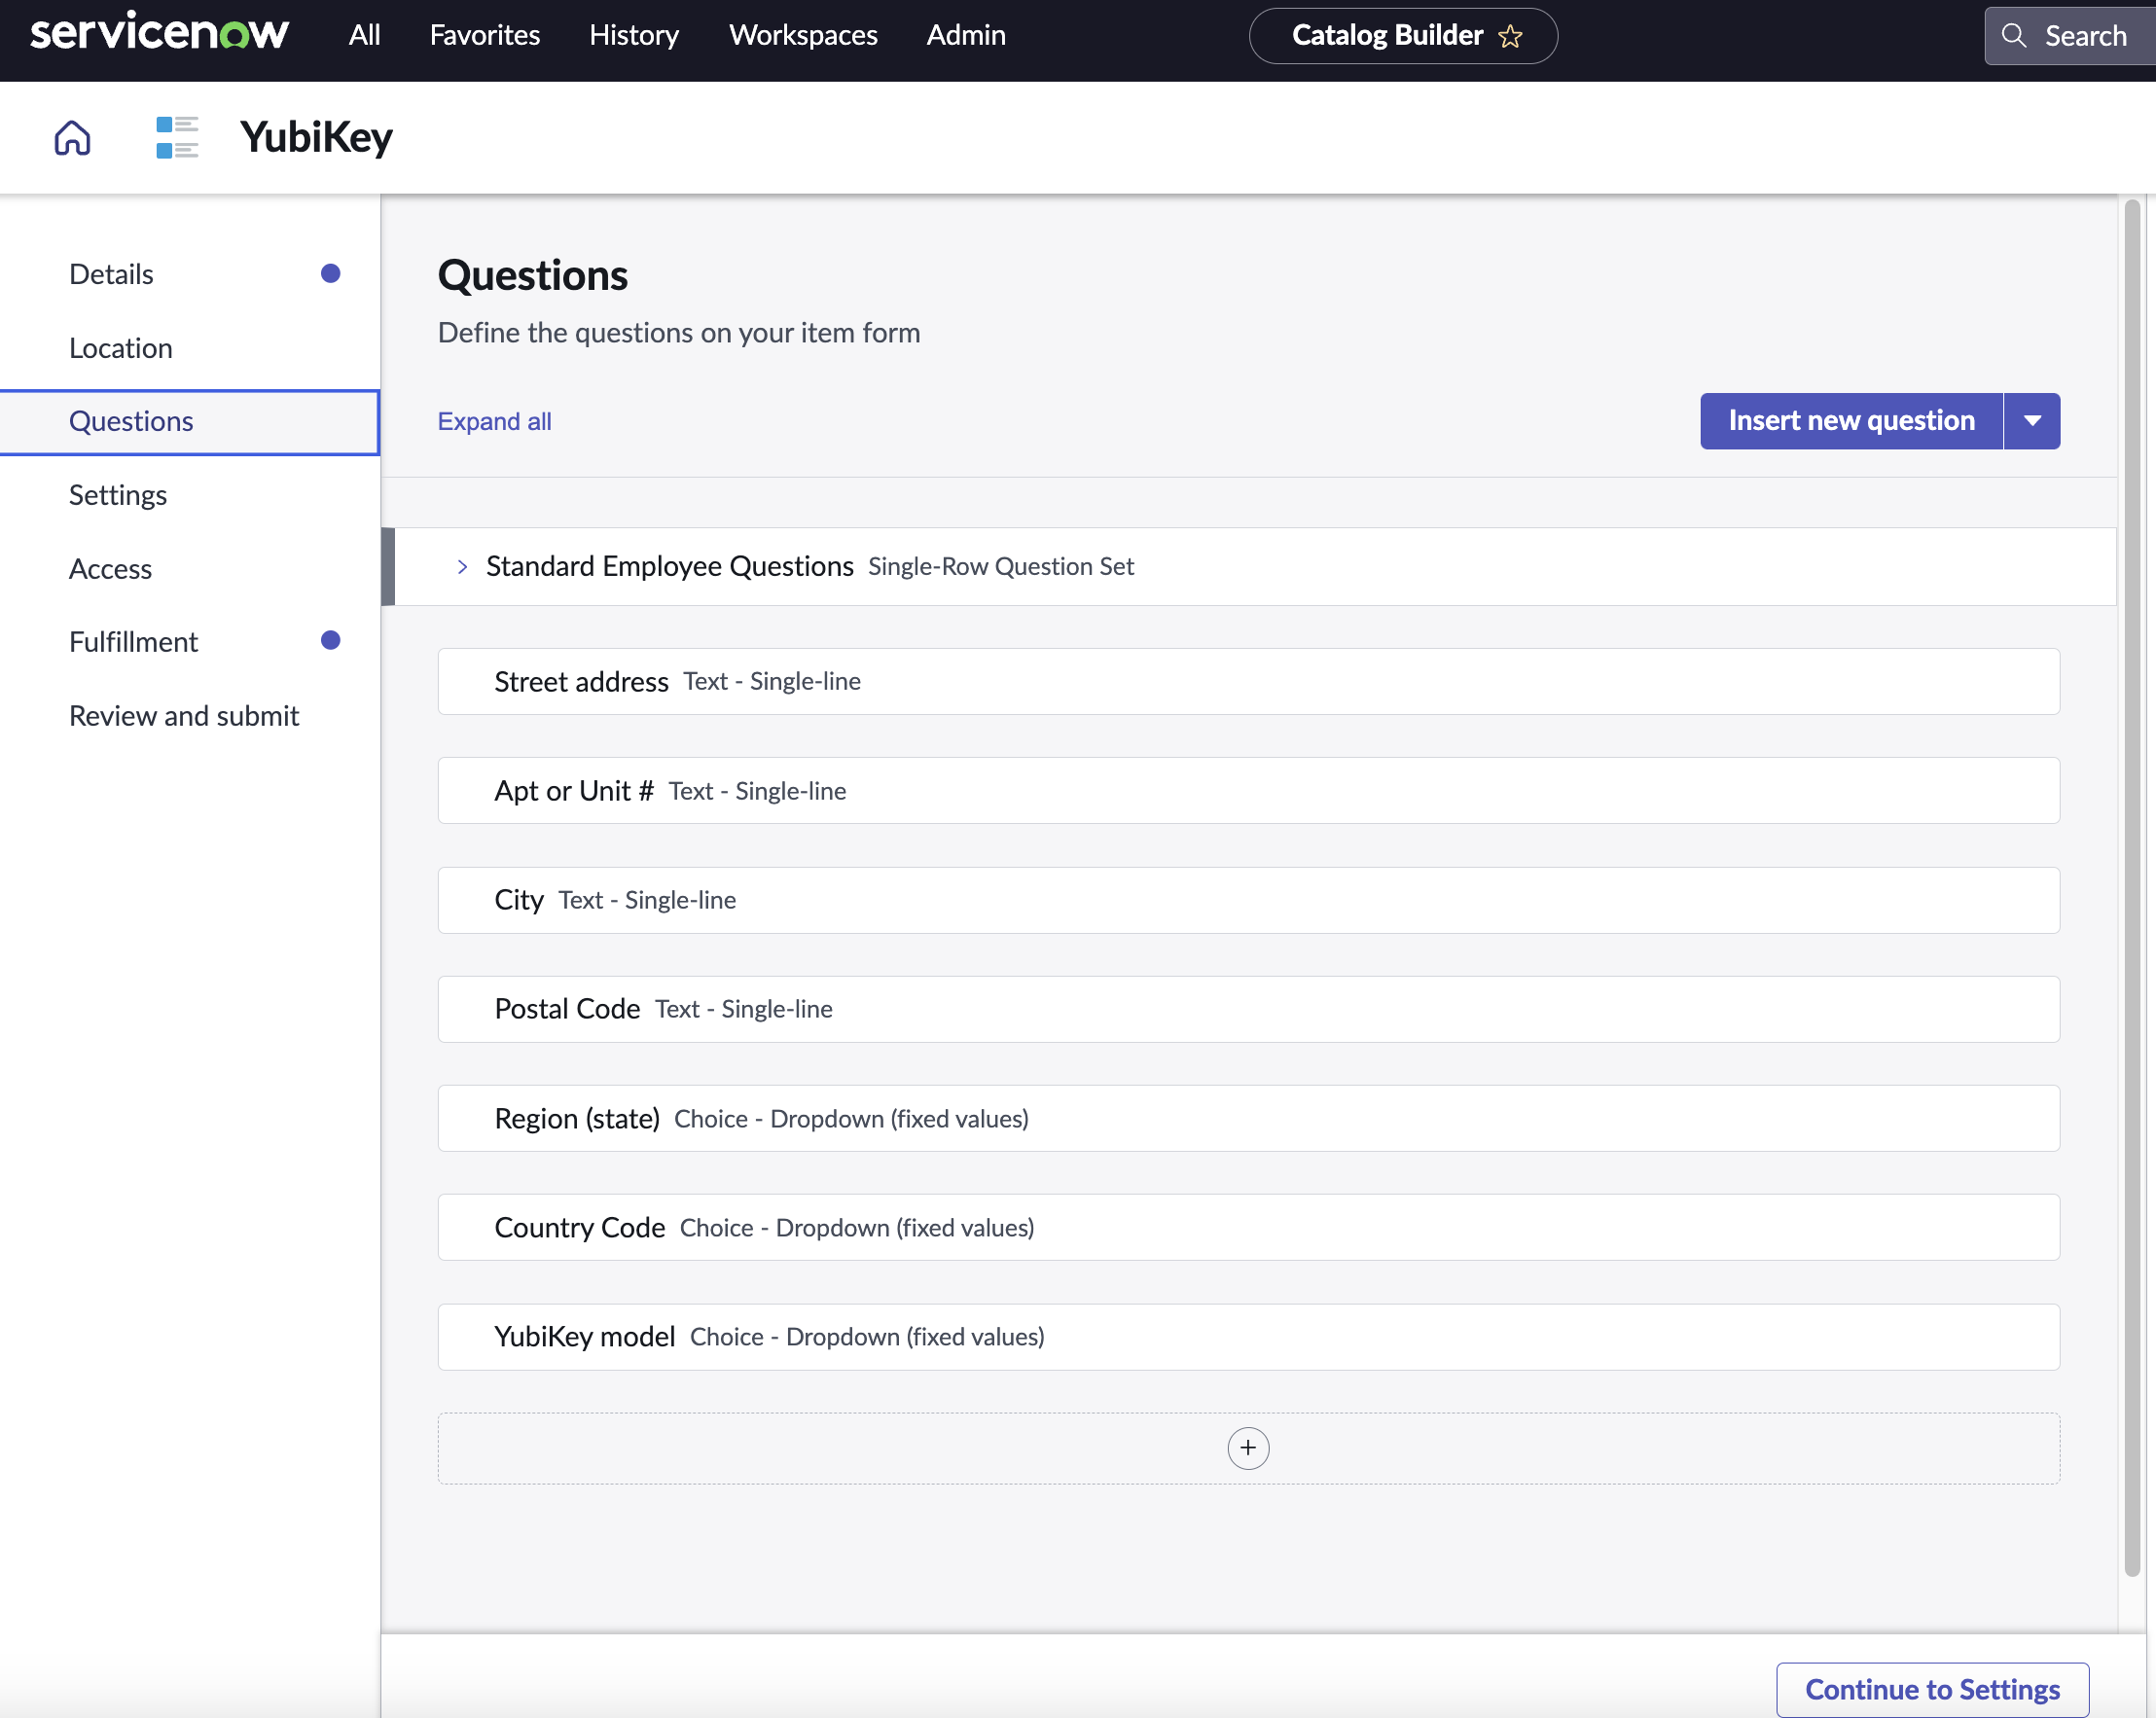 servicenow All Favorites History Workspaces Admin Catalog Builder Search
YubiKey
Details
Location
Questions
Settings
Access
Fulfillment
Review and submit
Questions
Define the questions on your item form
Expand all Insert new question
Standard Employee Questions Single-Row Question Set
Street address Text - Single-line
Apt or Unit # Text - Single-line
City Text - Single-line
Postal Code Text - Single-line
Region (state) Choice - Dropdown (fixed values)
Country Code Choice - Dropdown (fixed values)
YubiKey model Choice - Dropdown (fixed values)
Continue to Settings